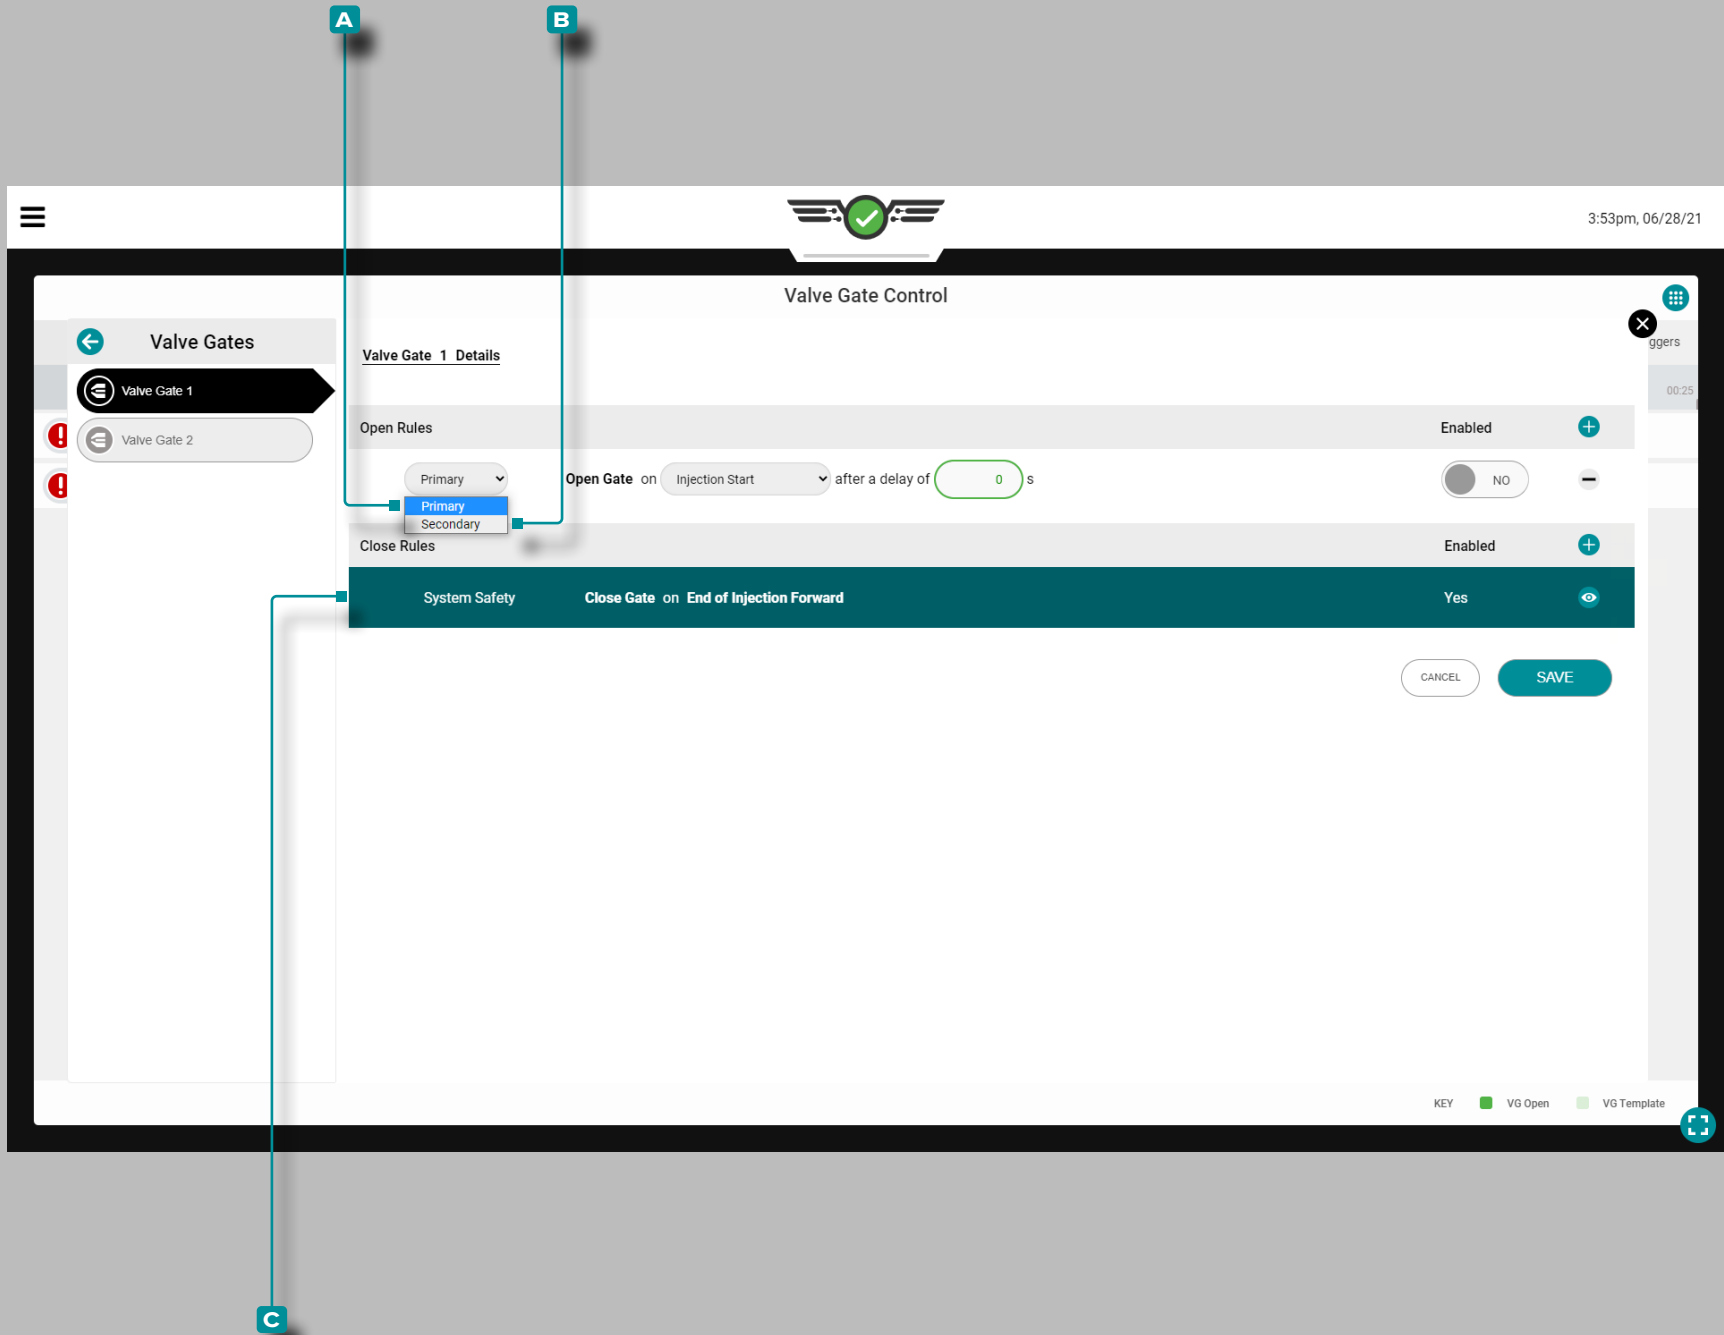 A
B
3:53pm, 06/28/21
Valve Gate Control
Valve Gates
ggers
Valve Gate 1 Details
Valve Gate 1
00:25
Open Rules
Enabled
Valve Gate 2
Primary
Open Gate on Injection Start after a delay of 0 s
NO
Primary
Secondary
Close Rules
Enabled
System Safety
Close Gate on End of Injection Forward
Yes
CANCEL
SAVE
KEY
VG Open
VG Template
C